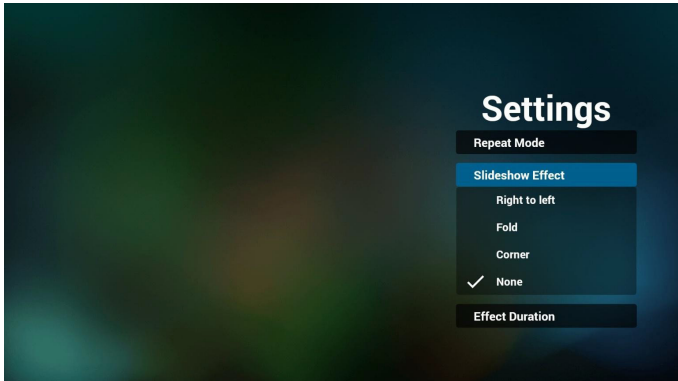 Settings
Repeat Mode
Slideshow Effect
Right to left
Fold
Corner
None
Effect Duration